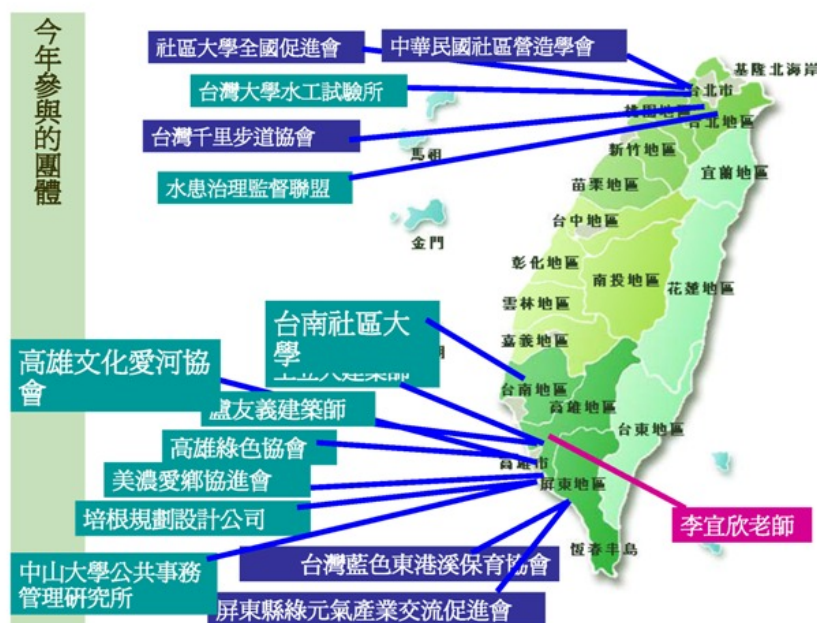 今年參與的團體
社區大學全國促進會
中華民國社區營造學會
台灣大學水工試驗所
台灣千里步道協會
水患治理監督聯盟
基隆北海岸
台北市
桃園地區
台北地區
新竹地區
宜蘭地區
苗栗地區
馬祖
金門
台中地區
彰化地區
南投地區
花蓮地區
雲林地區
嘉義地區
台南地區
高雄地區
台東地區
高雄市
屏東地區
恆春半島
台南社區大
學
高雄文化愛河協
會
盧友義建築師
高雄綠色協會
美濃愛鄉協進會
培根規劃設計公司
中山大學公共事務
管理研究所
台灣藍色東港溪保育協會
屏東縣綠元氣產業交流促進會
李宜欣老師